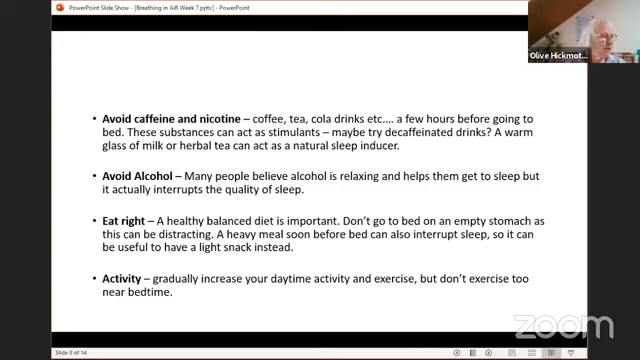 PowerPoint Slide Show - [Breathing in AiR Week 7.pptx] - PowerPoint
Olive Hickmot...
• Avoid caffeine and nicotine – coffee, tea, cola drinks etc.... a few hours before going to
bed. These substances can act as stimulants – maybe try decaffeinated drinks? A warm
glass of milk or herbal tea can act as a natural sleep inducer.
• Avoid Alcohol – Many people believe alcohol is relaxing and helps them get to sleep but
it actually interrupts the quality of sleep.
• Eat right – A healthy balanced diet is important. Don't go to bed on an empty stomach as
this can be distracting. A heavy meal soon before bed can also interrupt sleep, so it can
be useful to have a light snack instead.
• Activity – gradually increase your daytime activity and exercise, but don't exercise too
near bedtime.
zoom
Slide 8 of 14